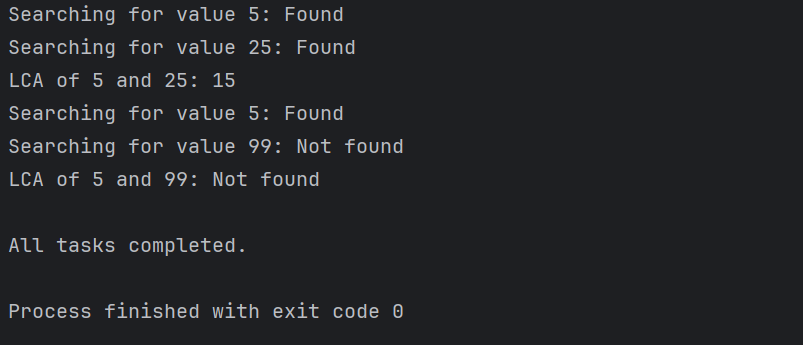 Searching for value 5: Found
Searching for value 25: Found
LCA of 5 and 25: 15
Searching for value 5: Found
Searching for value 99: Not found
LCA of 5 and 99: Not found
All tasks completed.
Process finished with exit code 0